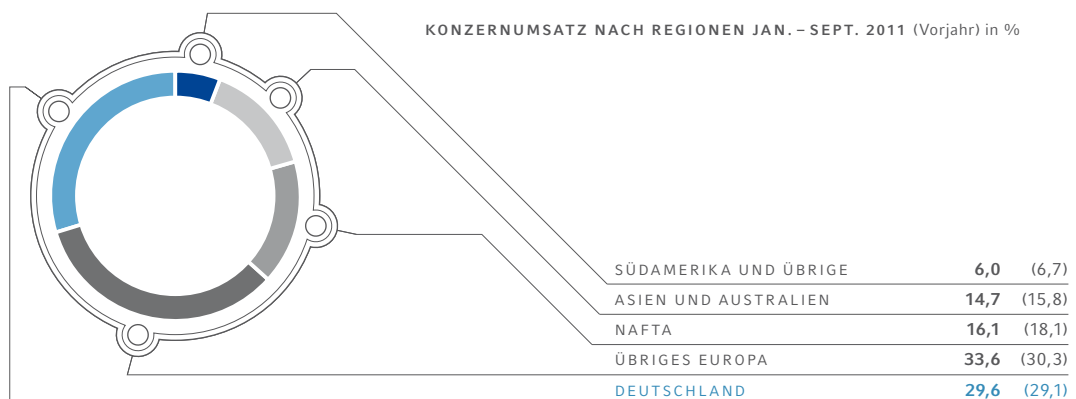 KONZERNUMSATZ NACH REGIONEN JAN. – SEPT. 2011 (Vorjahr) in %
SÜDAMERIKA UND ÜBRIGE 6,0 (6,7)
ASIEN UND AUSTRALIEN 14,7 (15,8)
NAFTA 16,1 (18,1)
ÜBRIGES EUROPA 33,6 (30,3)
DEUTSCHLAND 29,6 (29,1)